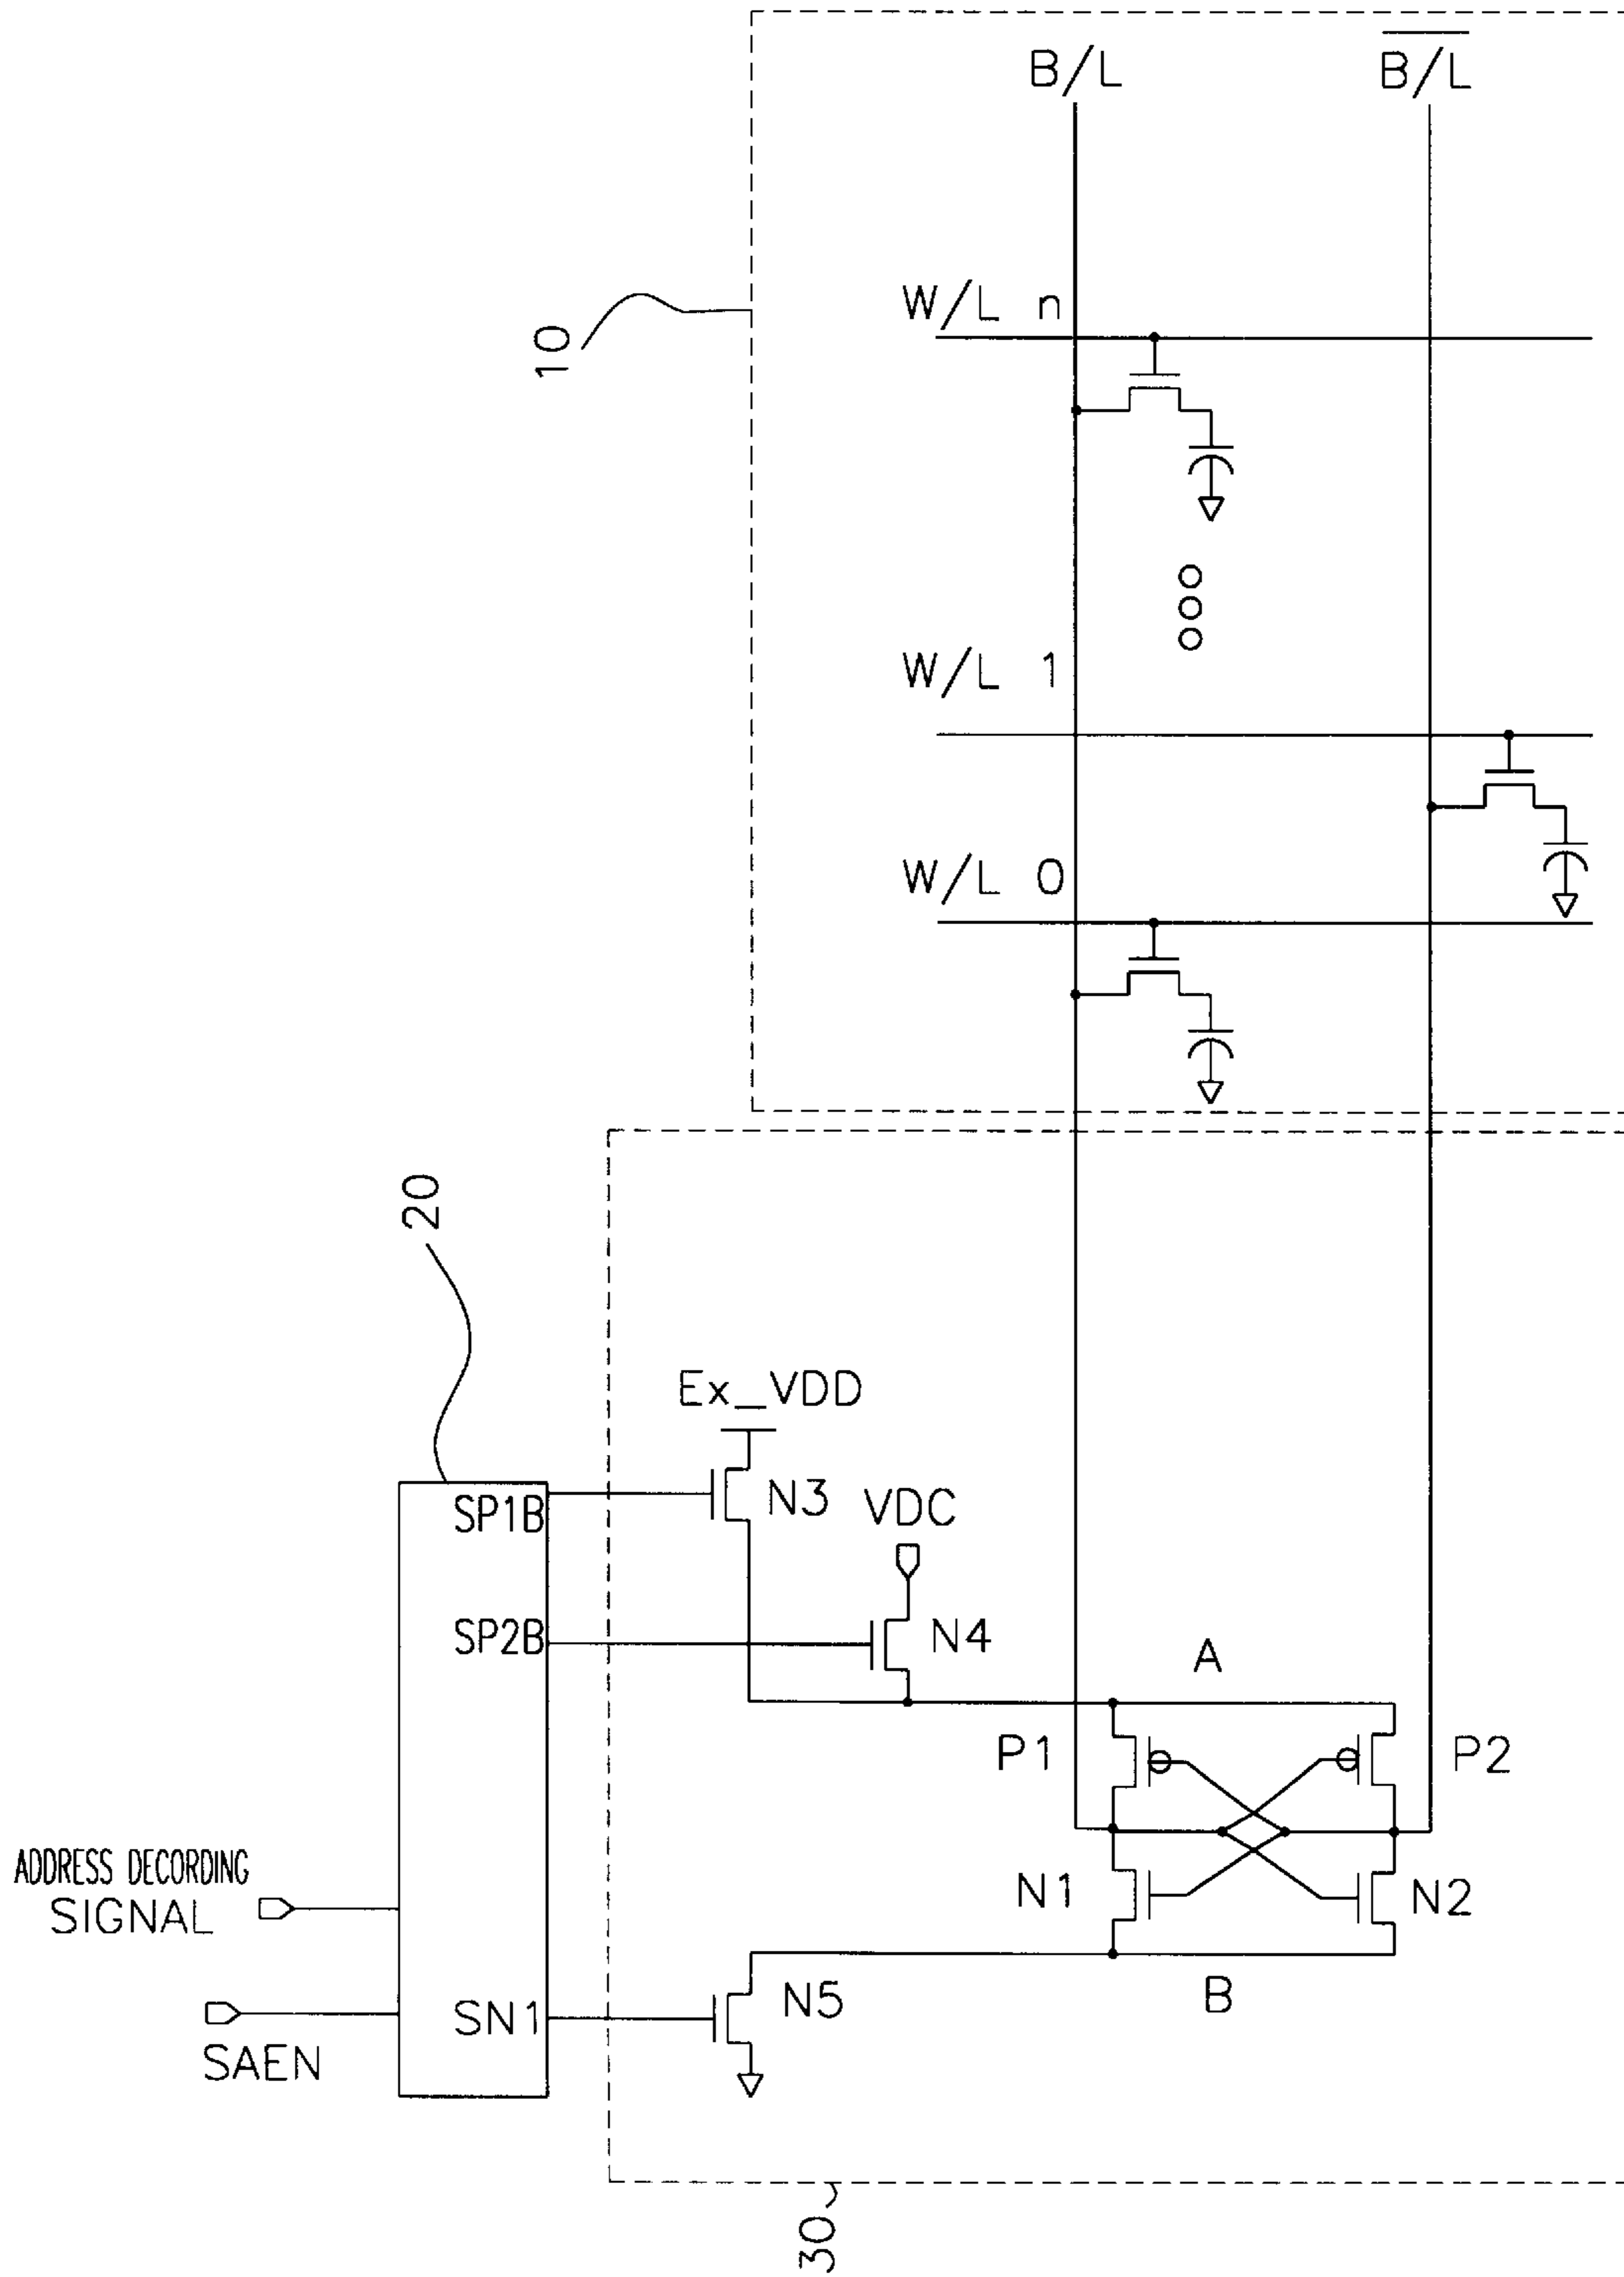 B/L
B/L
W/L n
10
W/L 1
W/L 0
20
Ex_VDD
SP1B
N3
VDC
SP2B
N4
A
P1
P2
ADDRESS DECORDING
SIGNAL
N1
N2
SN1
N5
B
SAEN
30